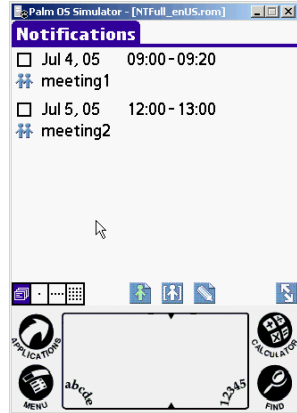 Palm OS Simulator - [NTFull_enUS.rom]
Notifications
Jul 4, 05 09:00-09:20
meeting1
Jul 5, 05 12:00-13:00
meeting2
APPLICATIONS
CALCULATOR
MENU
abcde
12345
FIND